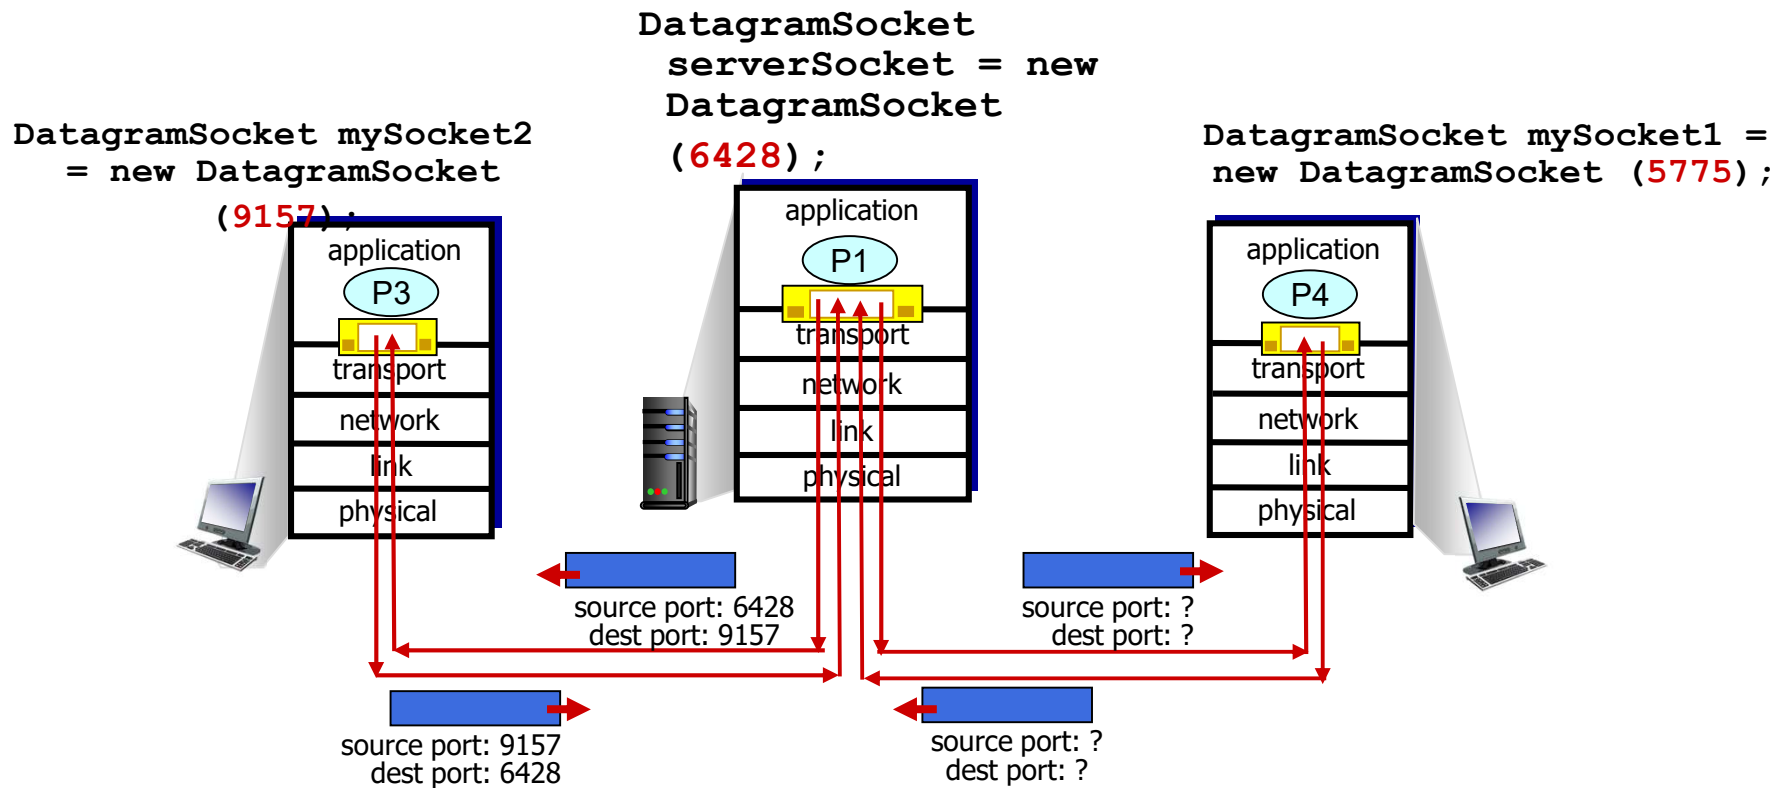 DatagramSocket
serverSocket = new
DatagramSocket
(6428);
DatagramSocket mySocket2
= new DatagramSocket
(9157);
DatagramSocket mySocket1 =
new DatagramSocket (5775);
application
P3
transport
network
link
physical
application
P1
transport
network
link
physical
application
P4
transport
network
link
physical
source port: 6428
dest port: 9157
source port: ?
dest port: ?
source port: 9157
dest port: 6428
source port: ?
dest port: ?